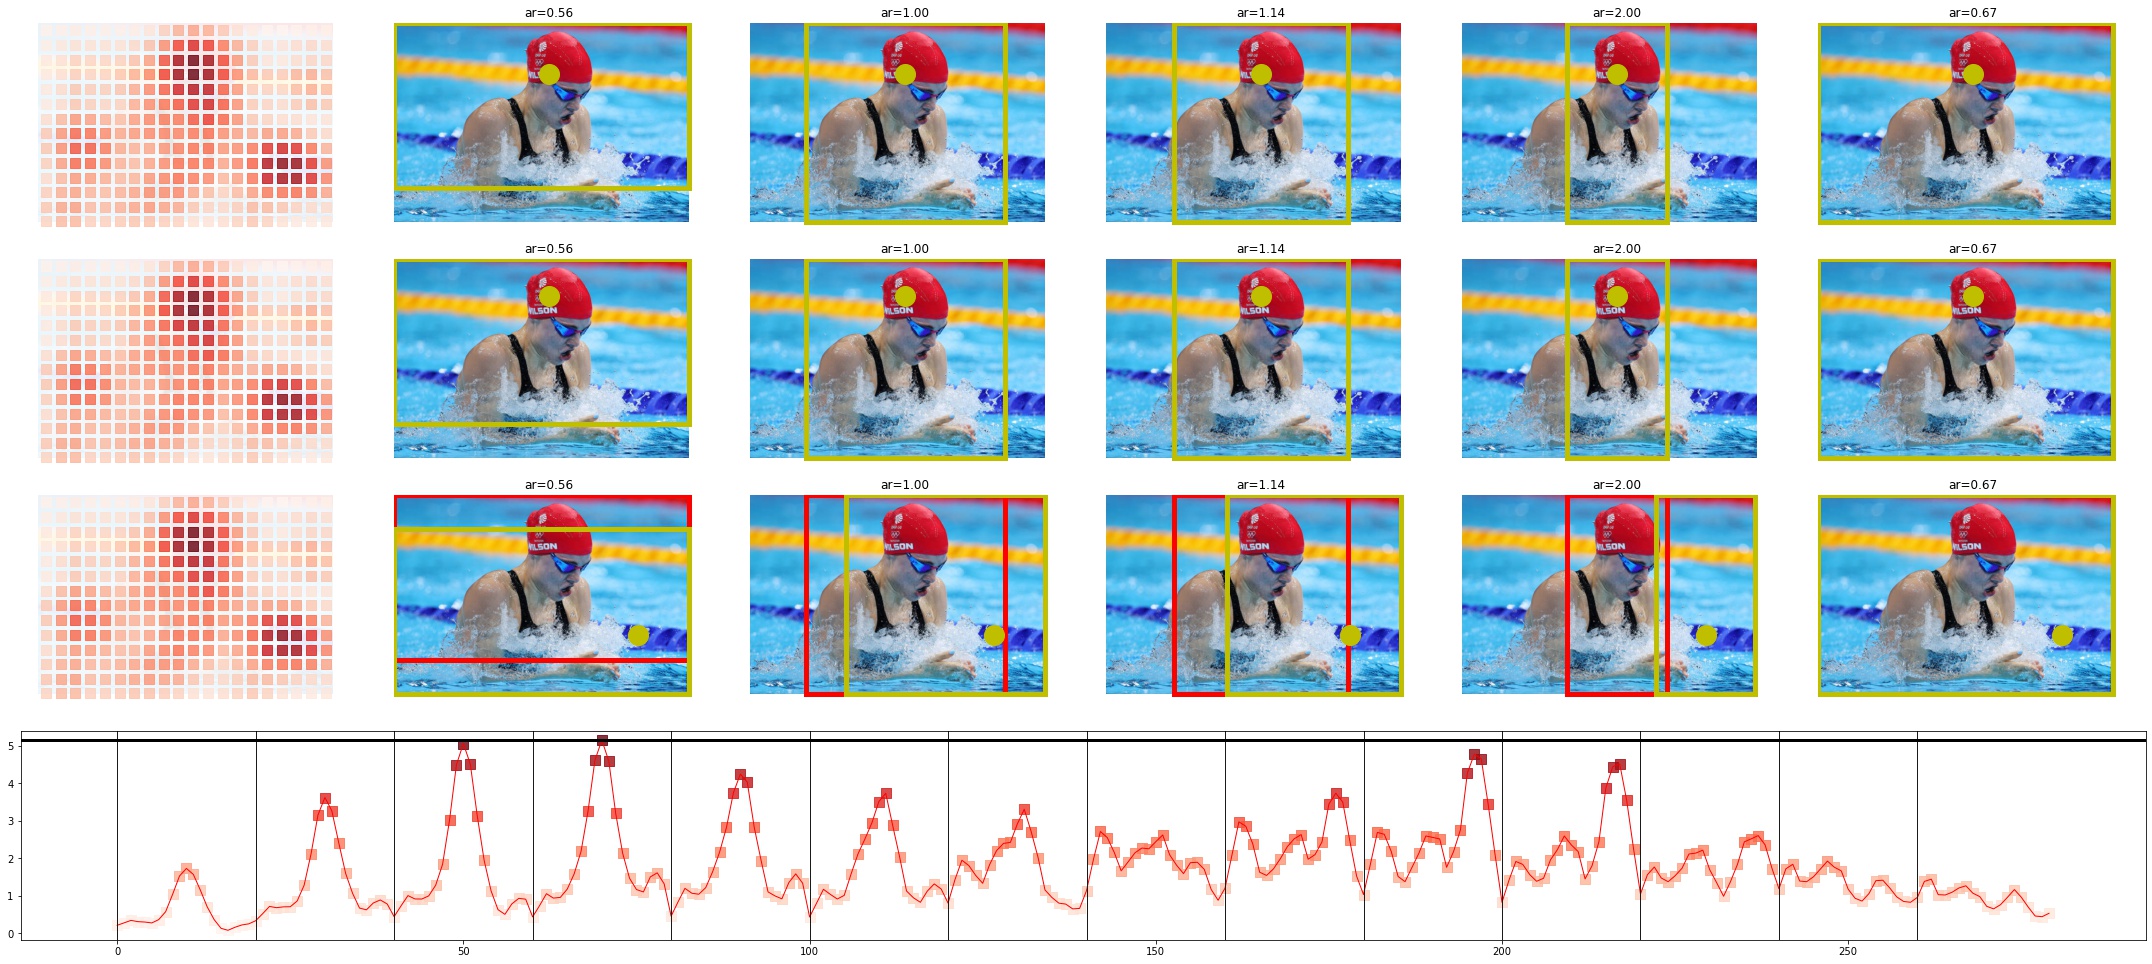 ar=0.56
ar=1.00
ar=1.14
ar=2.00
ar=0.67
ar=0.56
ar=1.00
ar=1.14
ar=2.00
ar=0.67
WILSON
WILSON
WILSON
WILSON
WILSON
ar=0.56
ar=1.00
ar=1.14
ar=2.00
ar=0.67
WILSON
WILSON
WILSON
WILSON
WILSON
5
4
3
2
1
0
0
50
100
150
200
250